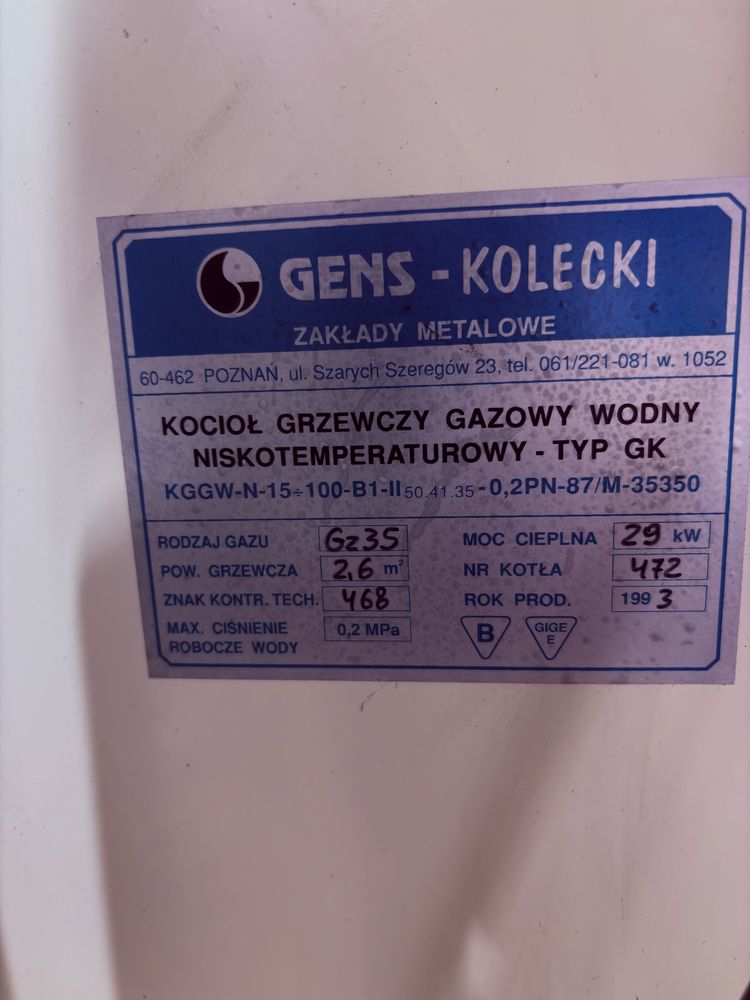 GENS - KOLECKI
ZAKŁADY METALOWE
60-462 POZNAŃ, ul. Szarych Szeregów 23, tel. 061/221-081 w. 1052
KOCIOŁ GRZEWCZY GAZOWY WODNY
NISKOTEMPERATUROWY - TYP GK
KGGW-N-15÷100-B1-II50.41.35-0,2PN-87/M-35350
RODZAJ GAZU Gz35 MOC CIEPLNA 29 kW
POW. GRZEWCZA 2,6 m² NR KOTŁA 472
ZNAK KONTR. TECH. 468 ROK PROD. 1993
MAX. CIŚNIENIE
ROBOCZE WODY 0,2 MPa B GIGE E